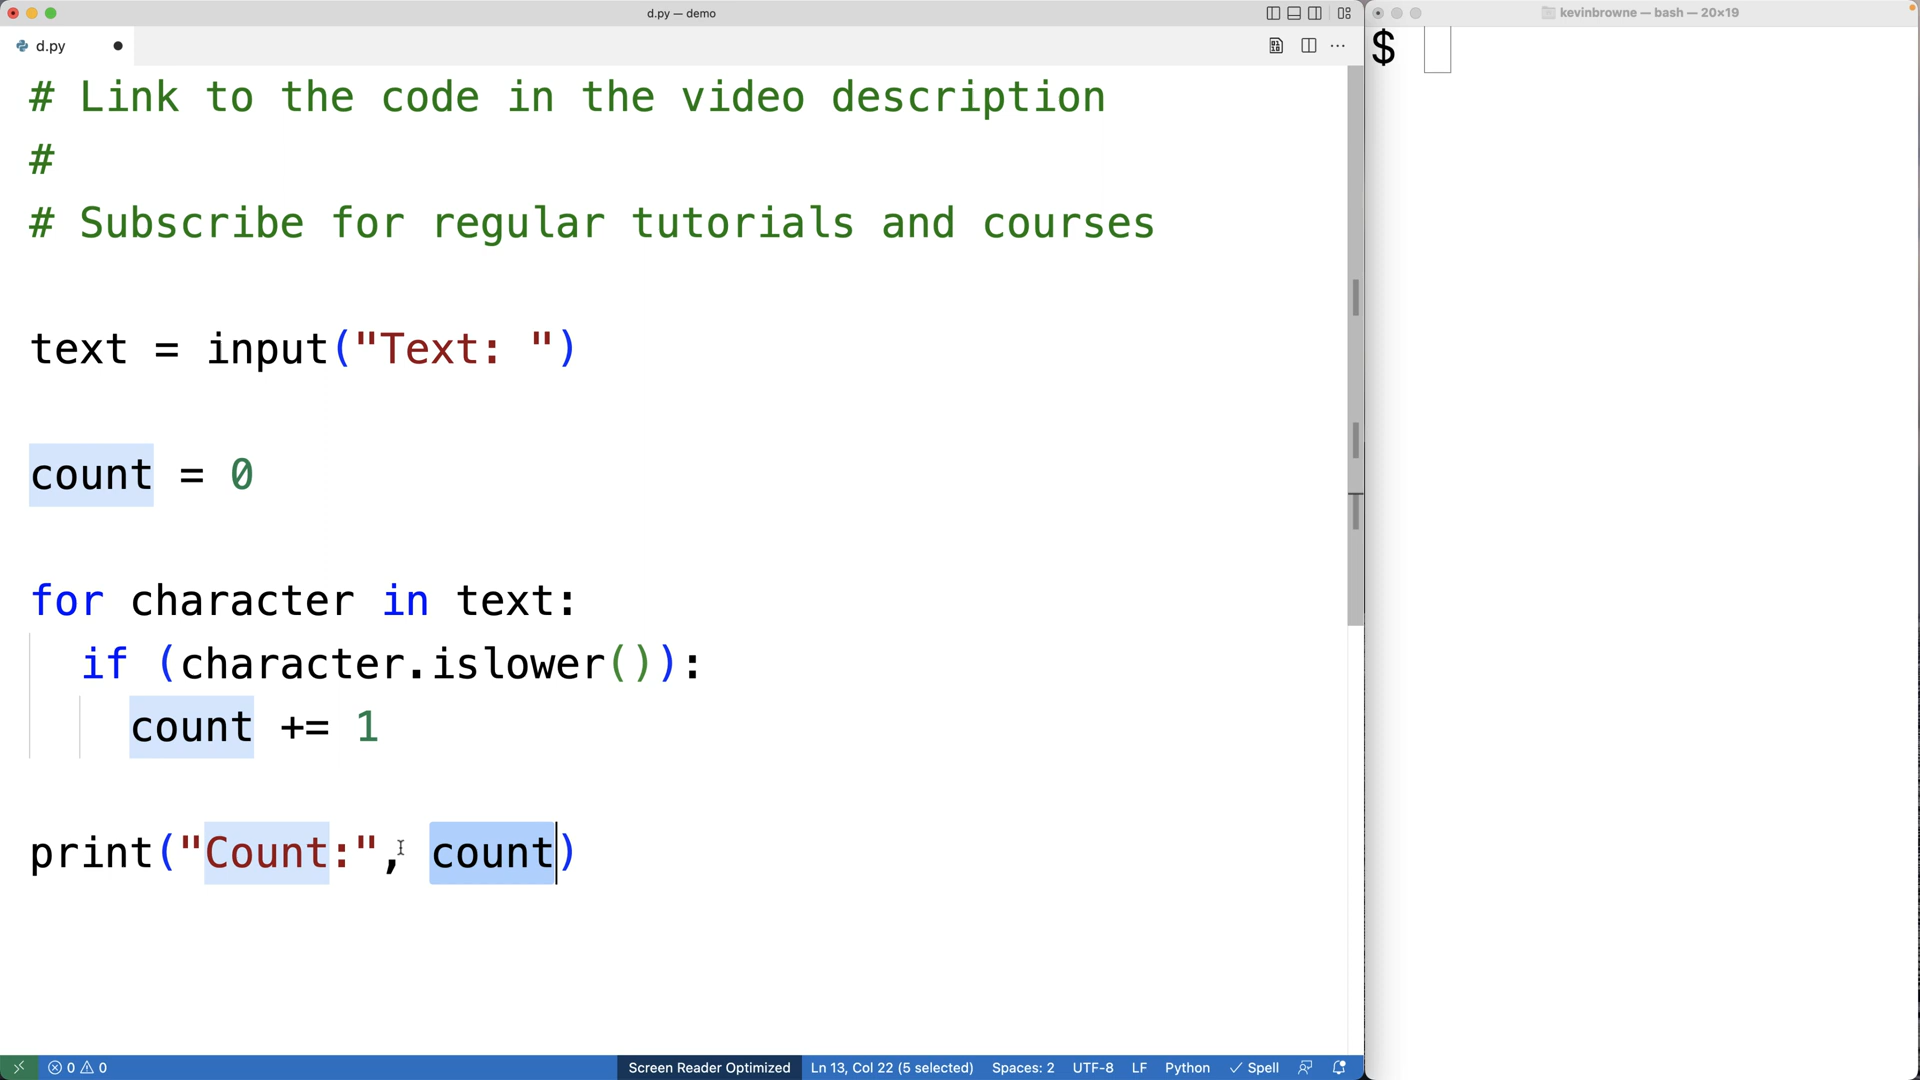 d.py — demo
kevinbrowne — bash — 20×19
d.py
$
# Link to the code in the video description
#
# Subscribe for regular tutorials and courses
text = input("Text: ")
count = 0
for character in text:
if (character.islower()):
count += 1
print("Count:", count)
0 0
Screen Reader Optimized
Ln 13, Col 22 (5 selected)
Spaces: 2
UTF-8
LF
Python
Spell